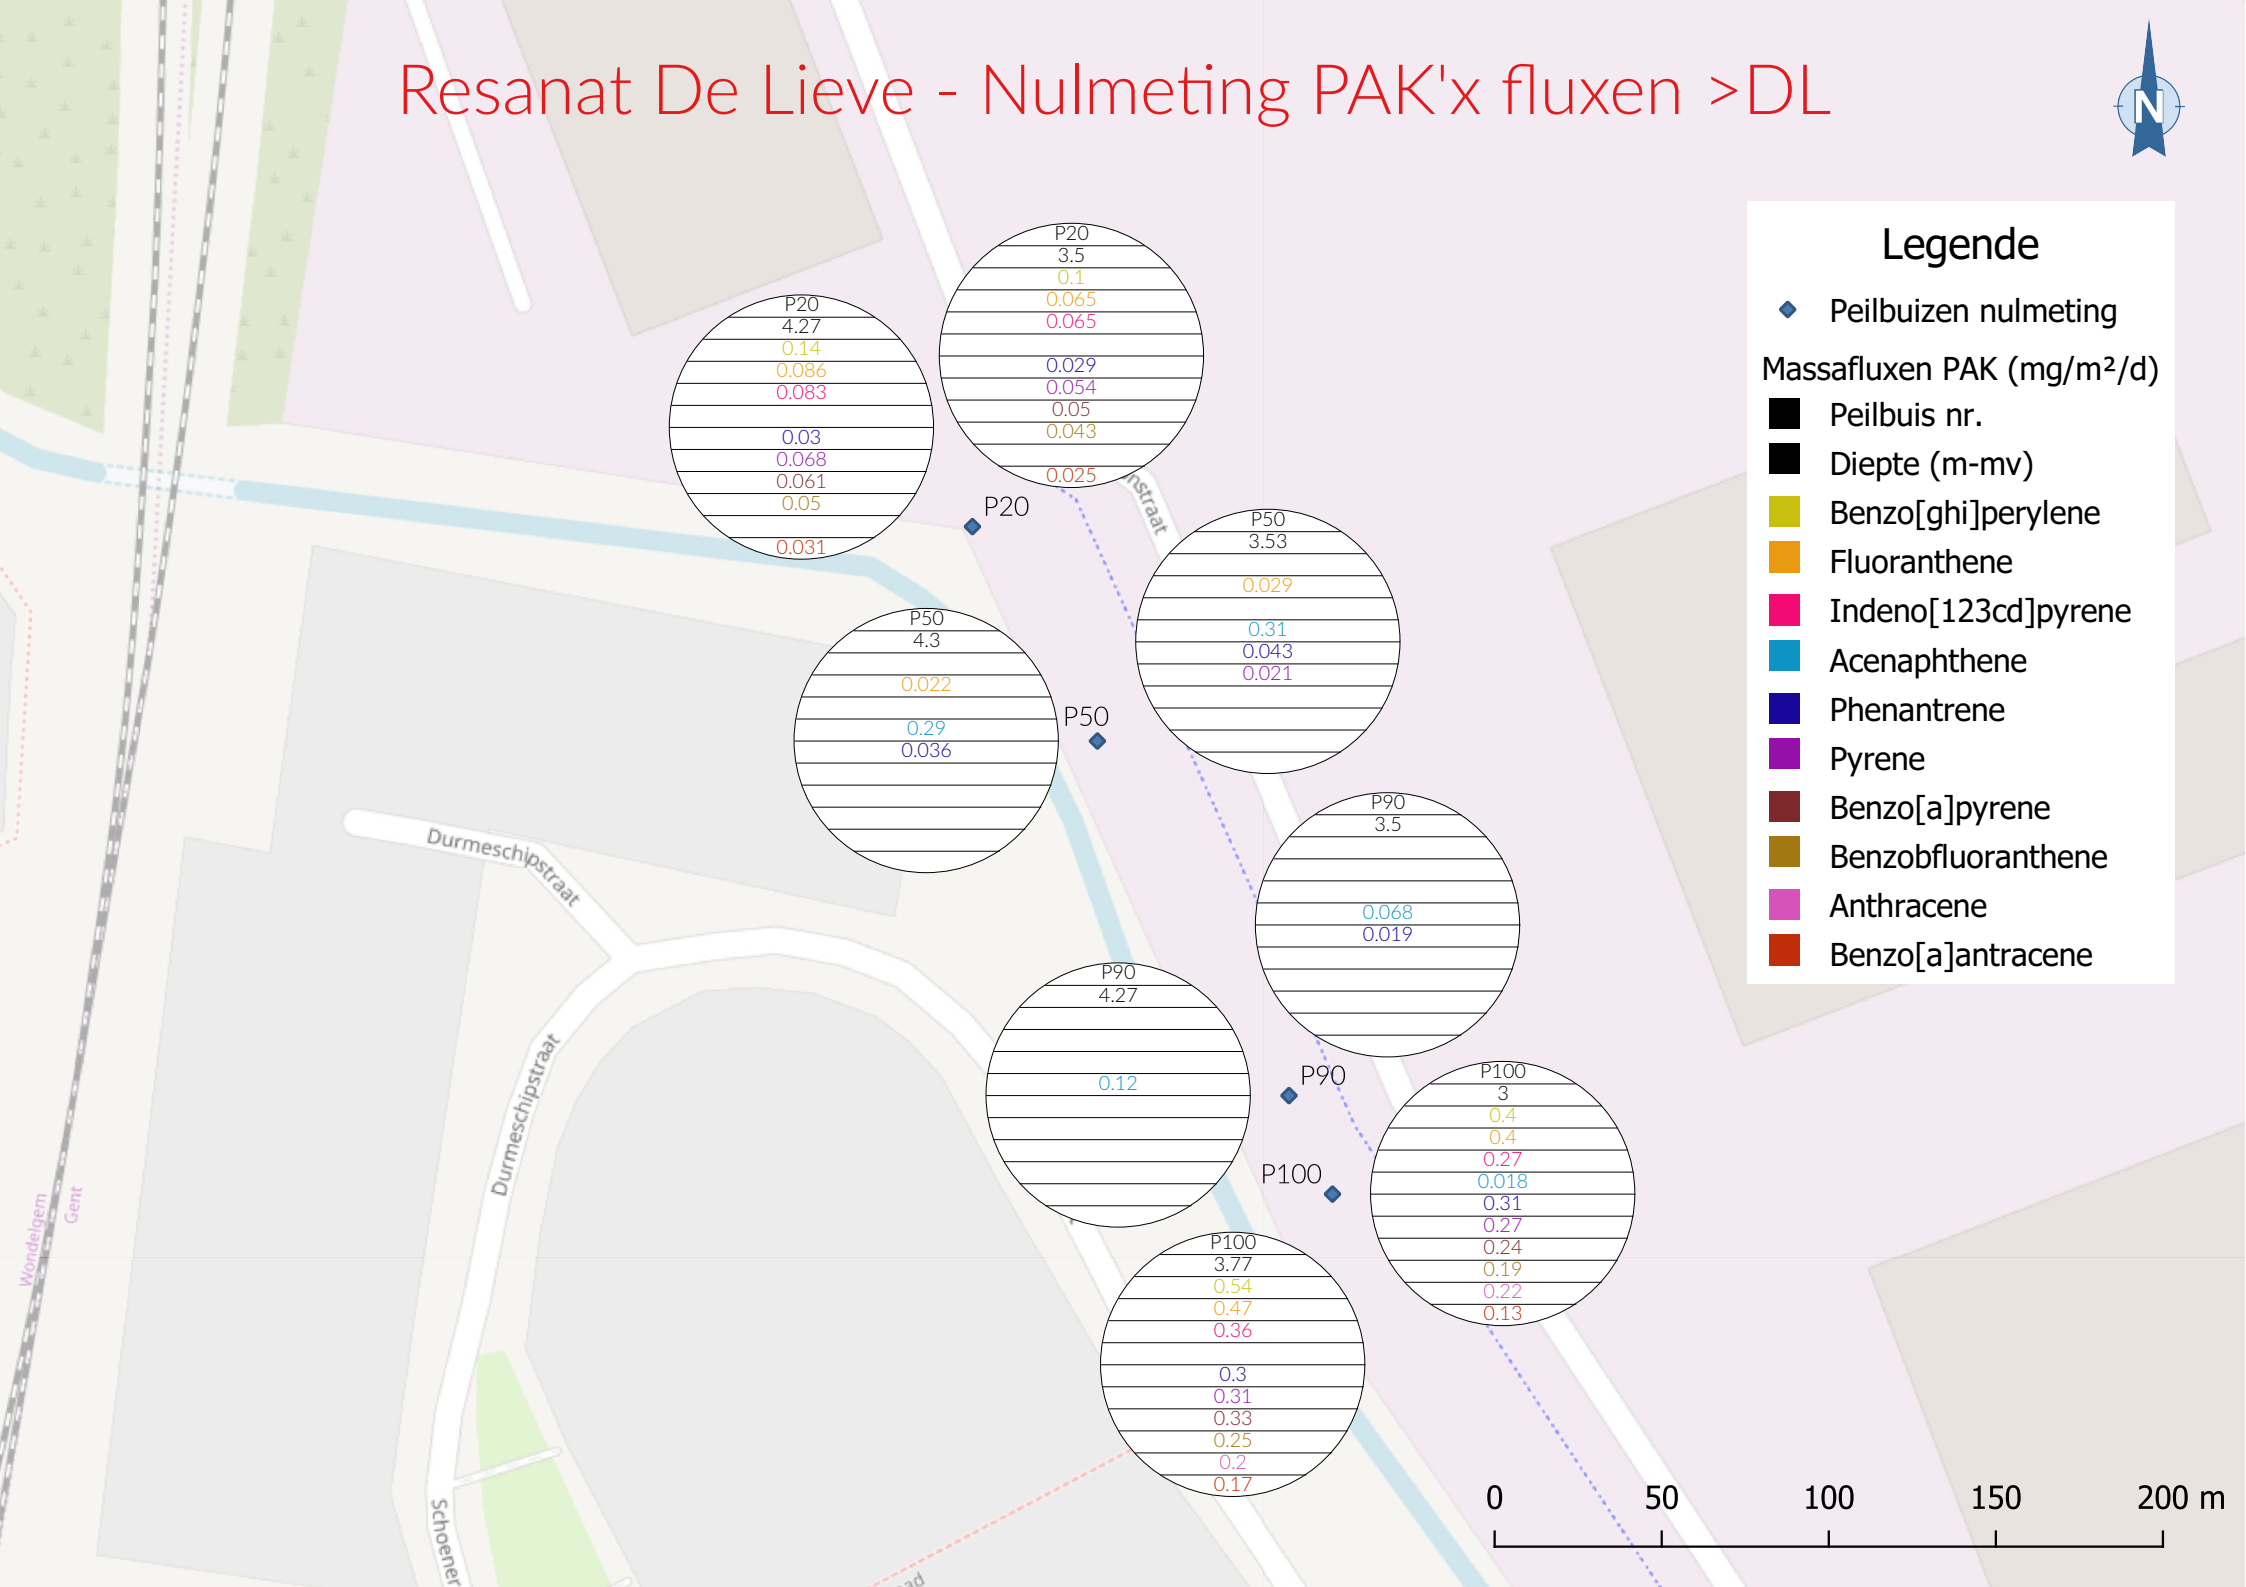 Resanat De Lieve - Nulmeting PAK'x fluxen >DL
N
Legende
Peilbuizen nulmeting
Massafluxen PAK (mg/m²/d)
Peilbuis nr.
Diepte (m-mv)
Benzo[ghi]perylene
Fluoranthene
Indeno[123cd]pyrene
Acenaphthene
Phenantrene
Pyrene
Benzo[a]pyrene
Benzobfluoranthene
Anthracene
Benzo[a]antracene
P20
3.5
0.1
0.065
0.065
0.029
0.054
0.05
0.043
0.025
P20
4.27
0.14
0.086
0.083
0.03
0.068
0.061
0.05
0.031
P20
nstraat
P50
3.53
0.029
0.31
0.043
0.021
P50
4.3
0.022
0.29
0.036
P50
P90
3.5
0.068
0.019
P90
4.27
0.12
P90
P100
3
0.4
0.4
0.27
0.018
0.31
0.27
0.24
0.19
0.22
0.13
P100
P100
3.77
0.54
0.47
0.36
0.3
0.31
0.33
0.25
0.2
0.17
Durmeschipstraat
Durmeschipstraat
Wondelgem
Gent
Schoener
ad
0 50 100 150 200 m